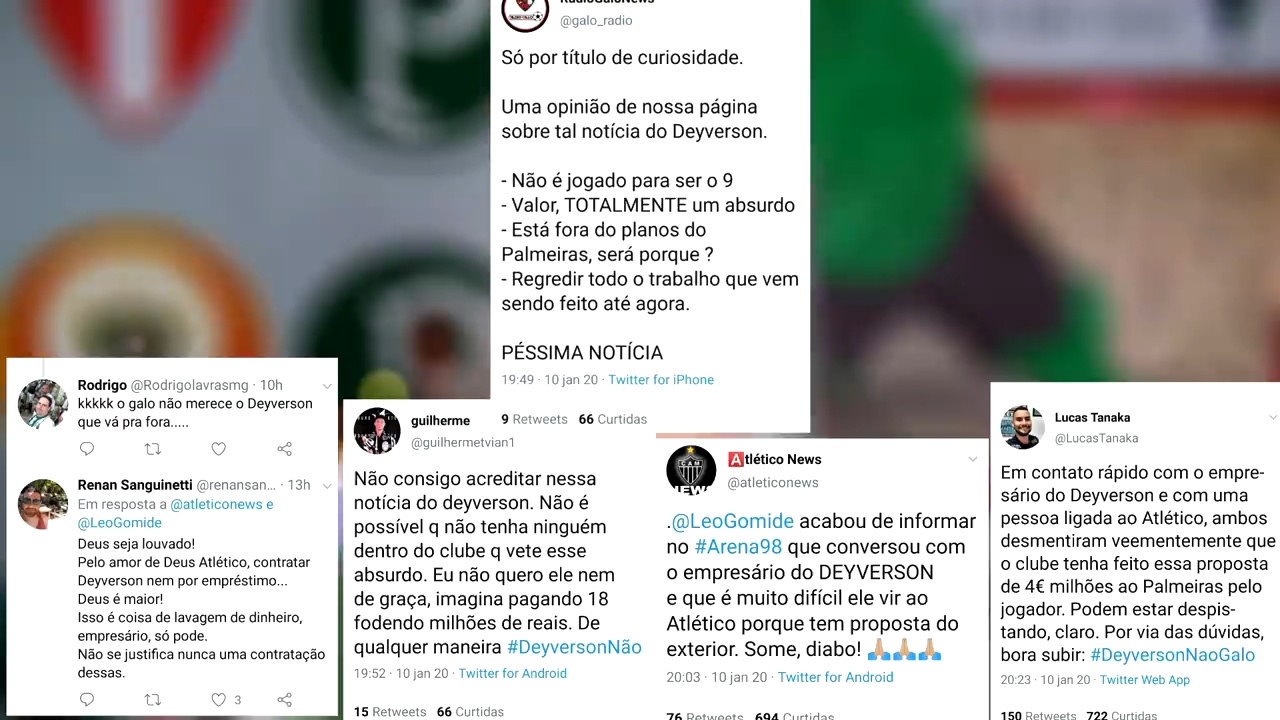 RadioGaloNews
@galo_radio
Só por título de curiosidade.
Uma opinião de nossa página
sobre tal notícia do Deyverson.
- Não é jogado para ser o 9
- Valor, TOTALMENTE um absurdo
- Está fora do planos do
Palmeiras, será porque ?
- Regredir todo o trabalho que vem
sendo feito até agora.
PÉSSIMA NOTÍCIA
19:49 · 10 jan 20 · Twitter for iPhone
9 Retweets 66 Curtidas
Rodrigo @Rodrigolavrasmg · 10h
kkkkk o galo não merece o Deyverson
que vá pra fora.....
Renan Sanguinetti @renansan... · 13h
Em resposta a @atleticonews e
@LeoGomide
Deus seja louvado!
Pelo amor de Deus Atlético, contratar
Deyverson nem por empréstimo...
Deus é maior!
Isso é coisa de lavagem de dinheiro,
empresário, só pode.
Não se justifica nunca uma contratação
dessas.
3
guilherme
@guilhermetvian1
Não consigo acreditar nessa
notícia do deyverson. Não é
possível q não tenha ninguém
dentro do clube q vete esse
absurdo. Eu não quero ele nem
de graça, imagina pagando 18
fodendo milhões de reais. De
qualquer maneira #DeyversonNão
19:52 · 10 jan 20 · Twitter for Android
15 Retweets 66 Curtidas
CAM
NEWS
Atlético News
@atleticonews
.@LeoGomide acabou de informar
no #Arena98 que conversou com
o empresário do DEYVERSON
e que é muito difícil ele vir ao
Atlético porque tem proposta do
exterior. Some, diabo! 🙏🏼🙏🏼🙏🏼
20:03 · 10 jan 20 · Twitter for Android
76 Retweets 694 Curtidas
Lucas Tanaka
@LucasTanaka
Em contato rápido com o empre-
sário do Deyverson e com uma
pessoa ligada ao Atlético, ambos
desmentiram veementemente que
o clube tenha feito essa proposta
de 4€ milhões ao Palmeiras pelo
jogador. Podem estar despis-
tando, claro. Por via das dúvidas,
bora subir: #DeyversonNaoGalo
20:23 · 10 jan 20 · Twitter Web App
150 Retweets 722 Curtidas